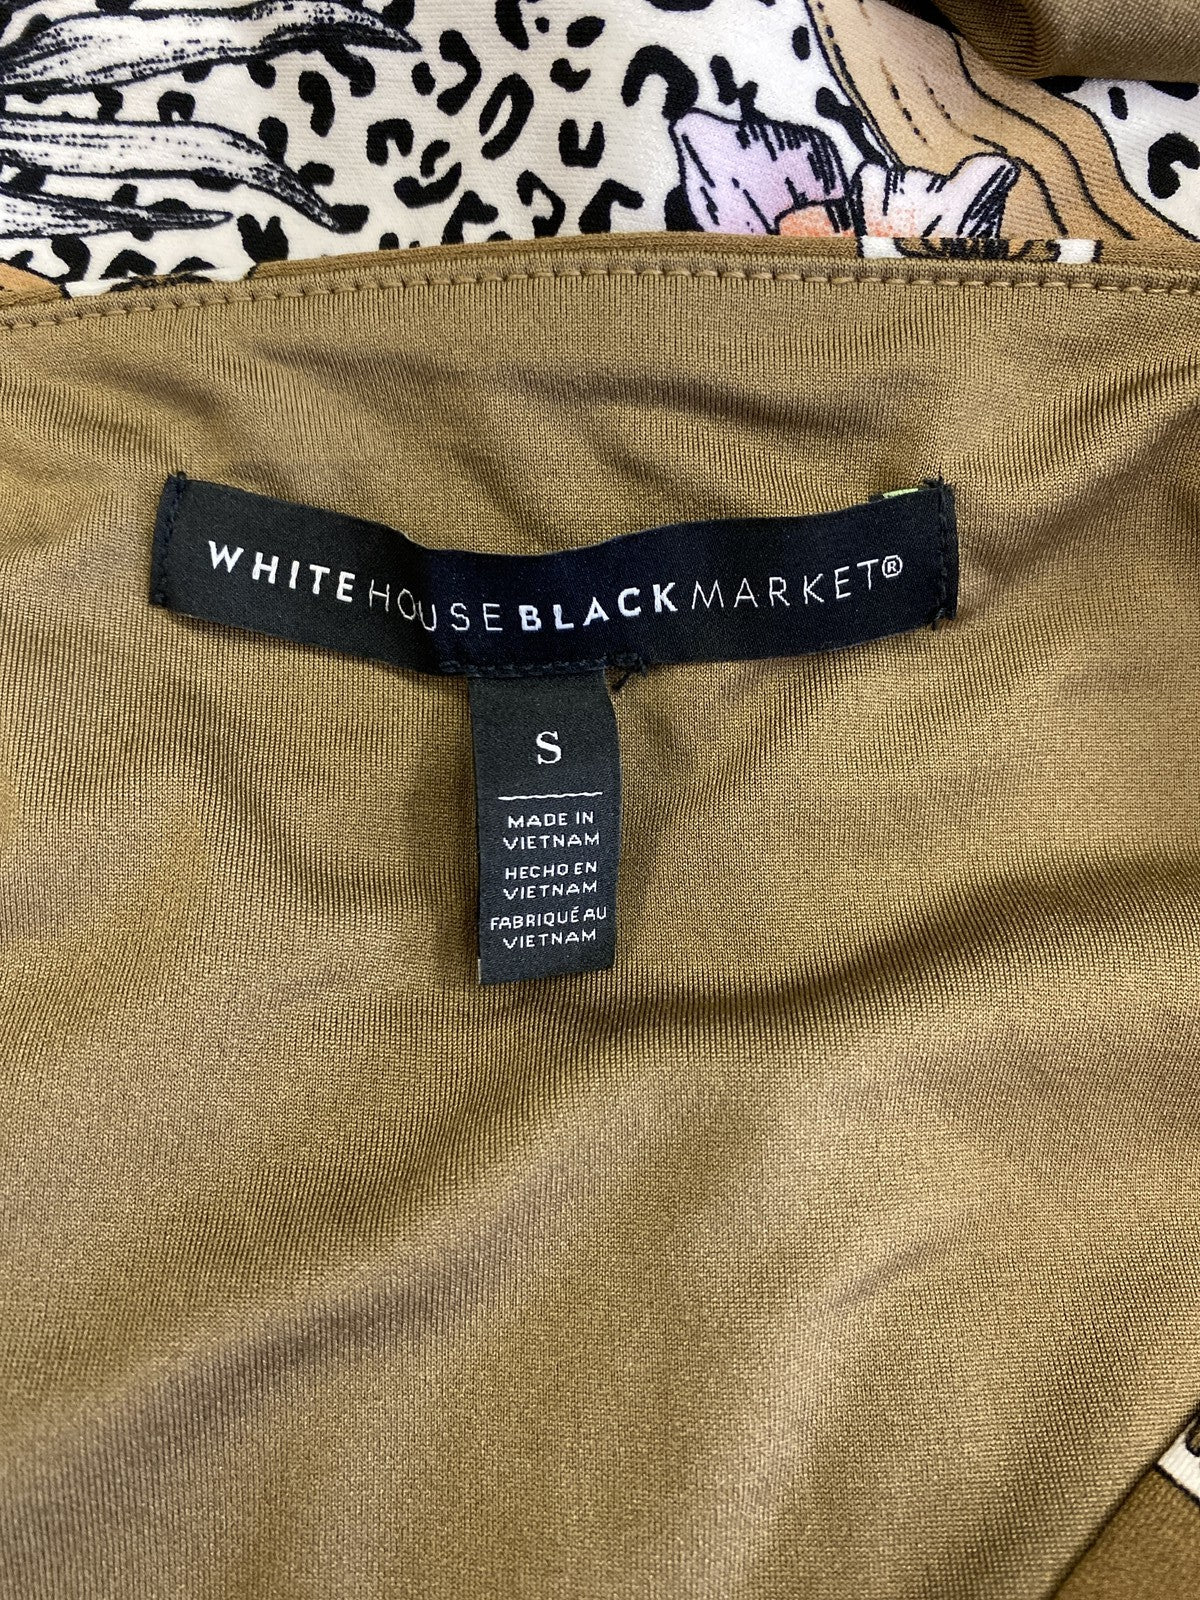 WHITEHOUSEBLACKMARKET®
S
MADE IN
VIETNAM
HECHO EN
VIETNAM
FABRIQUÉ AU
VIETNAM